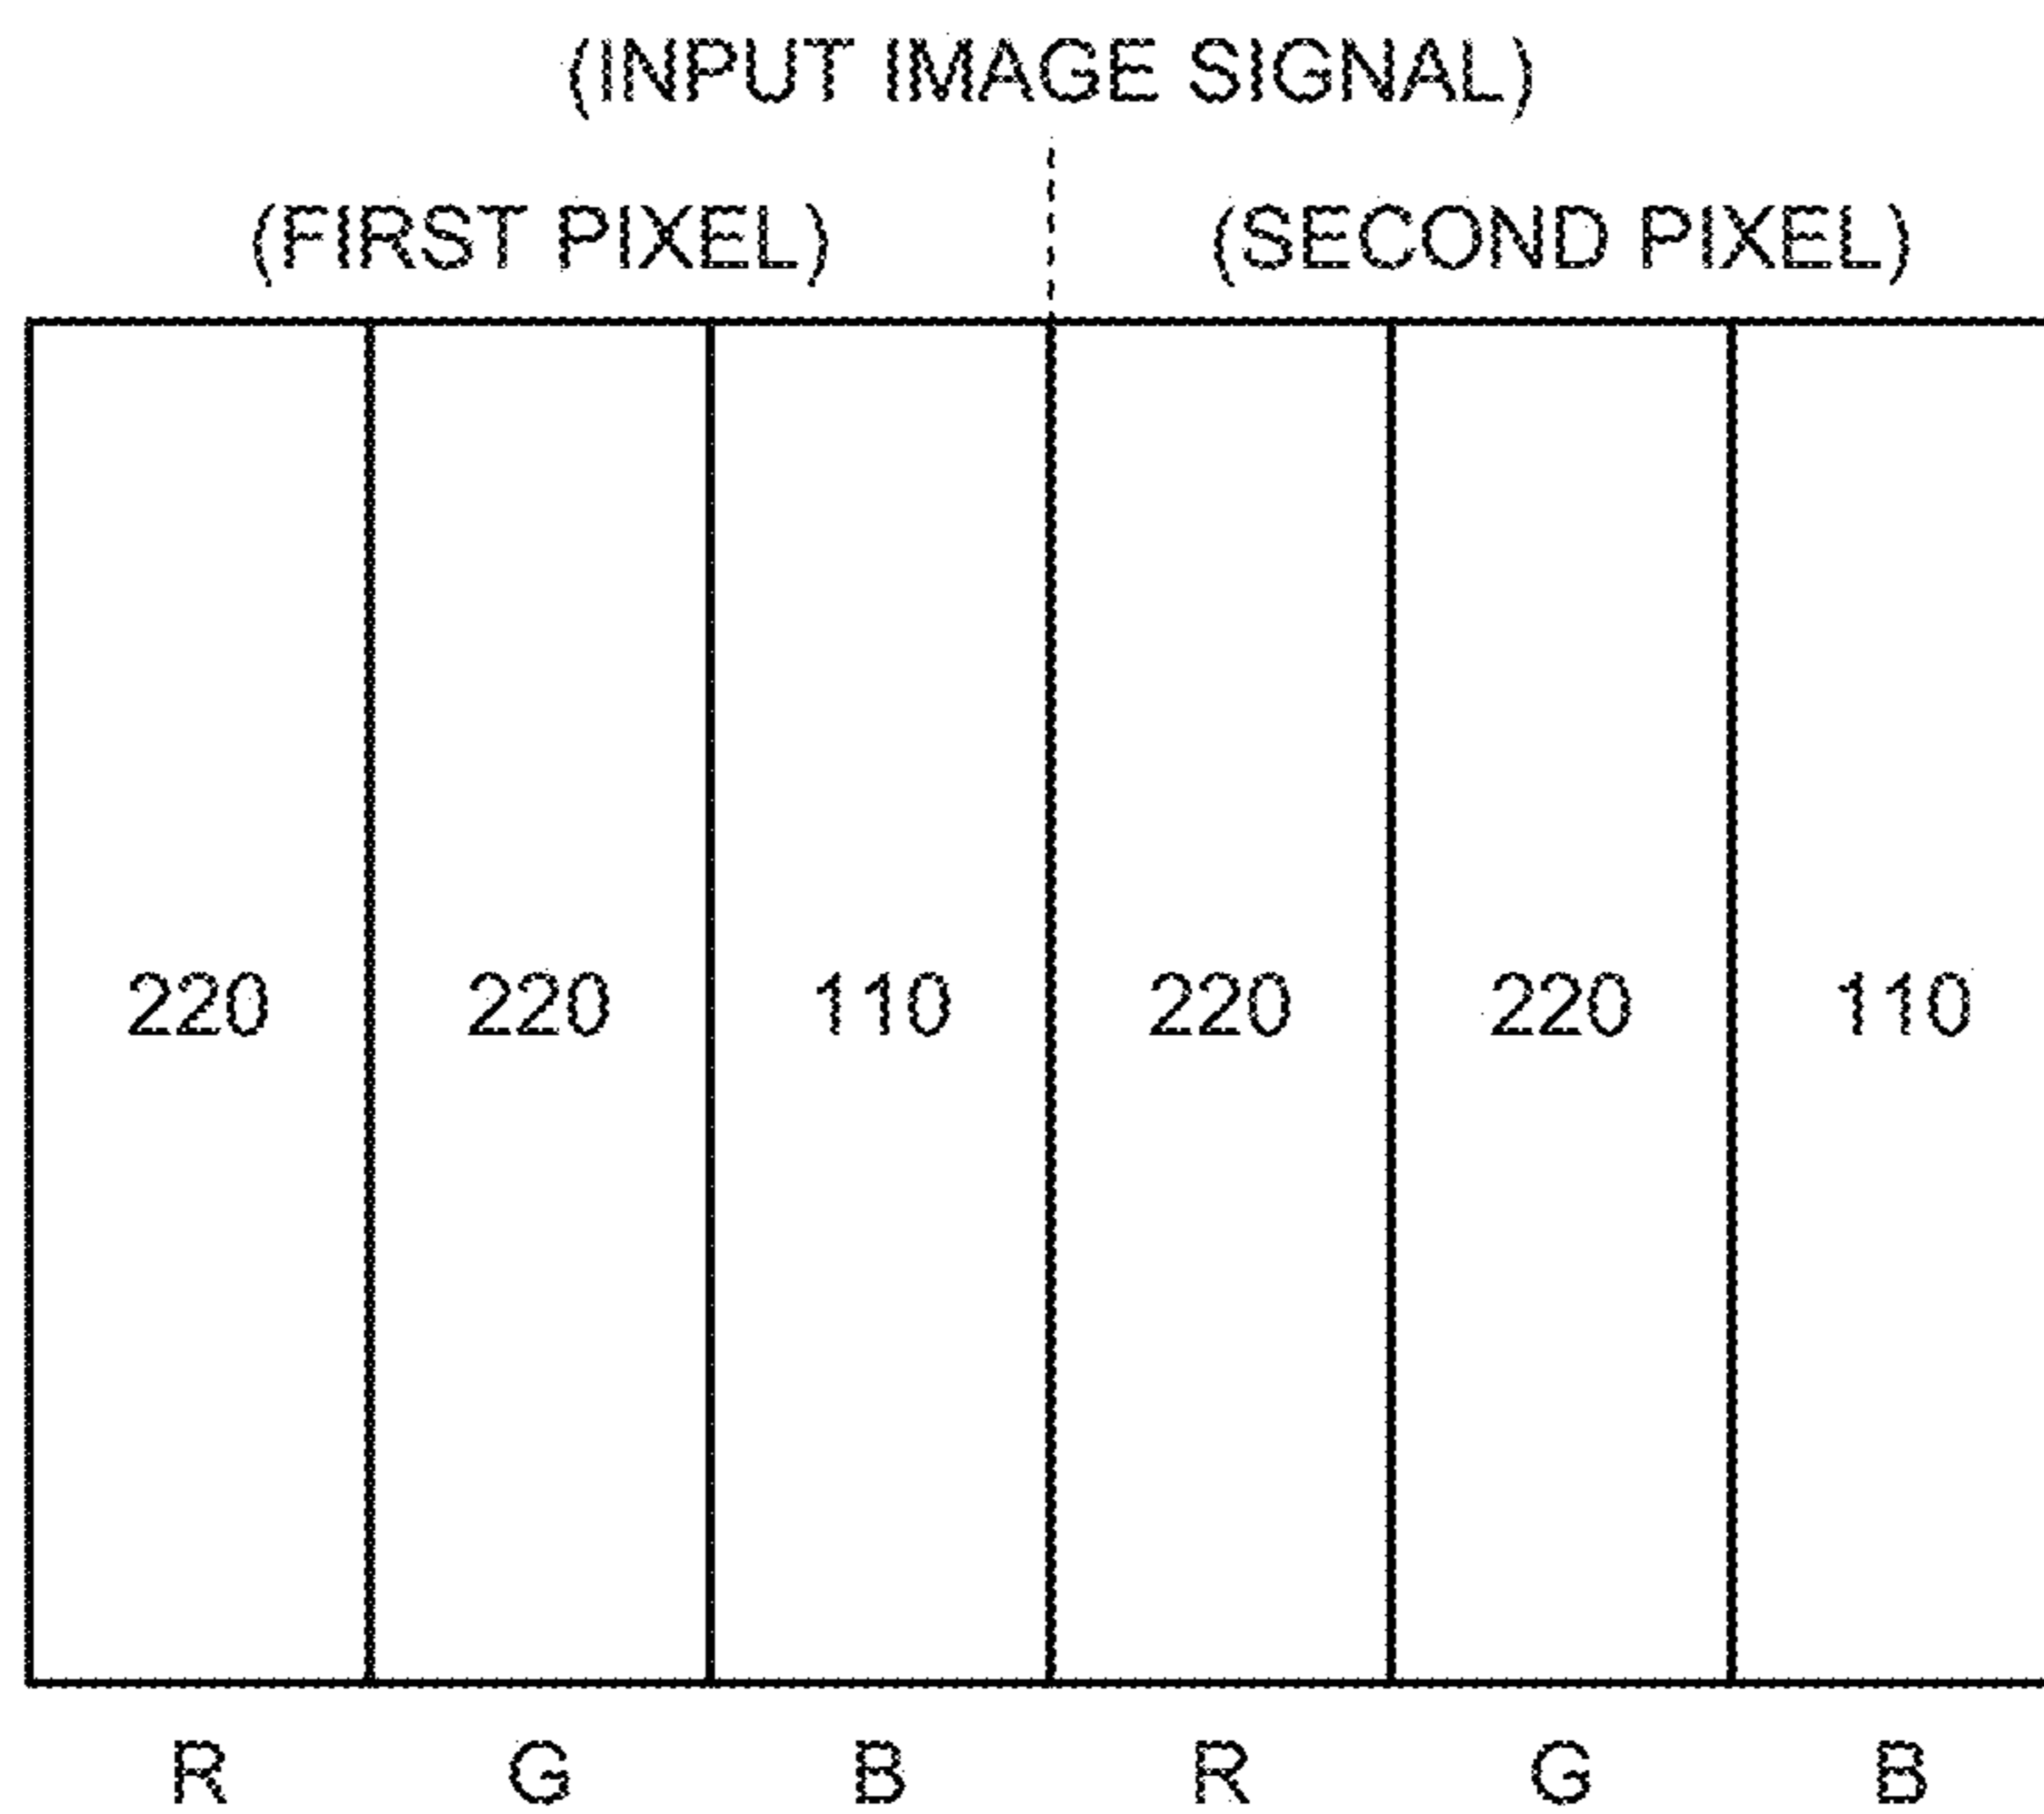 (INPUT IMAGE SIGNAL)
(FIRST PIXEL) (SECOND PIXEL)
220 220 110 220 220 110
R G B R G B